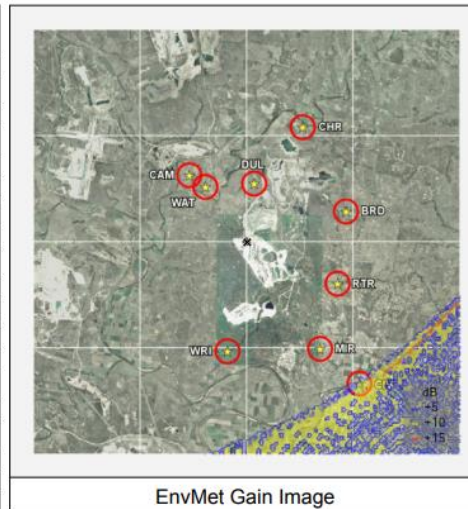 CHR
CAM
DUL
WAT
BRD
RTR
WRI
MIR
dB
+5
+10
+15
EnvMet Gain Image